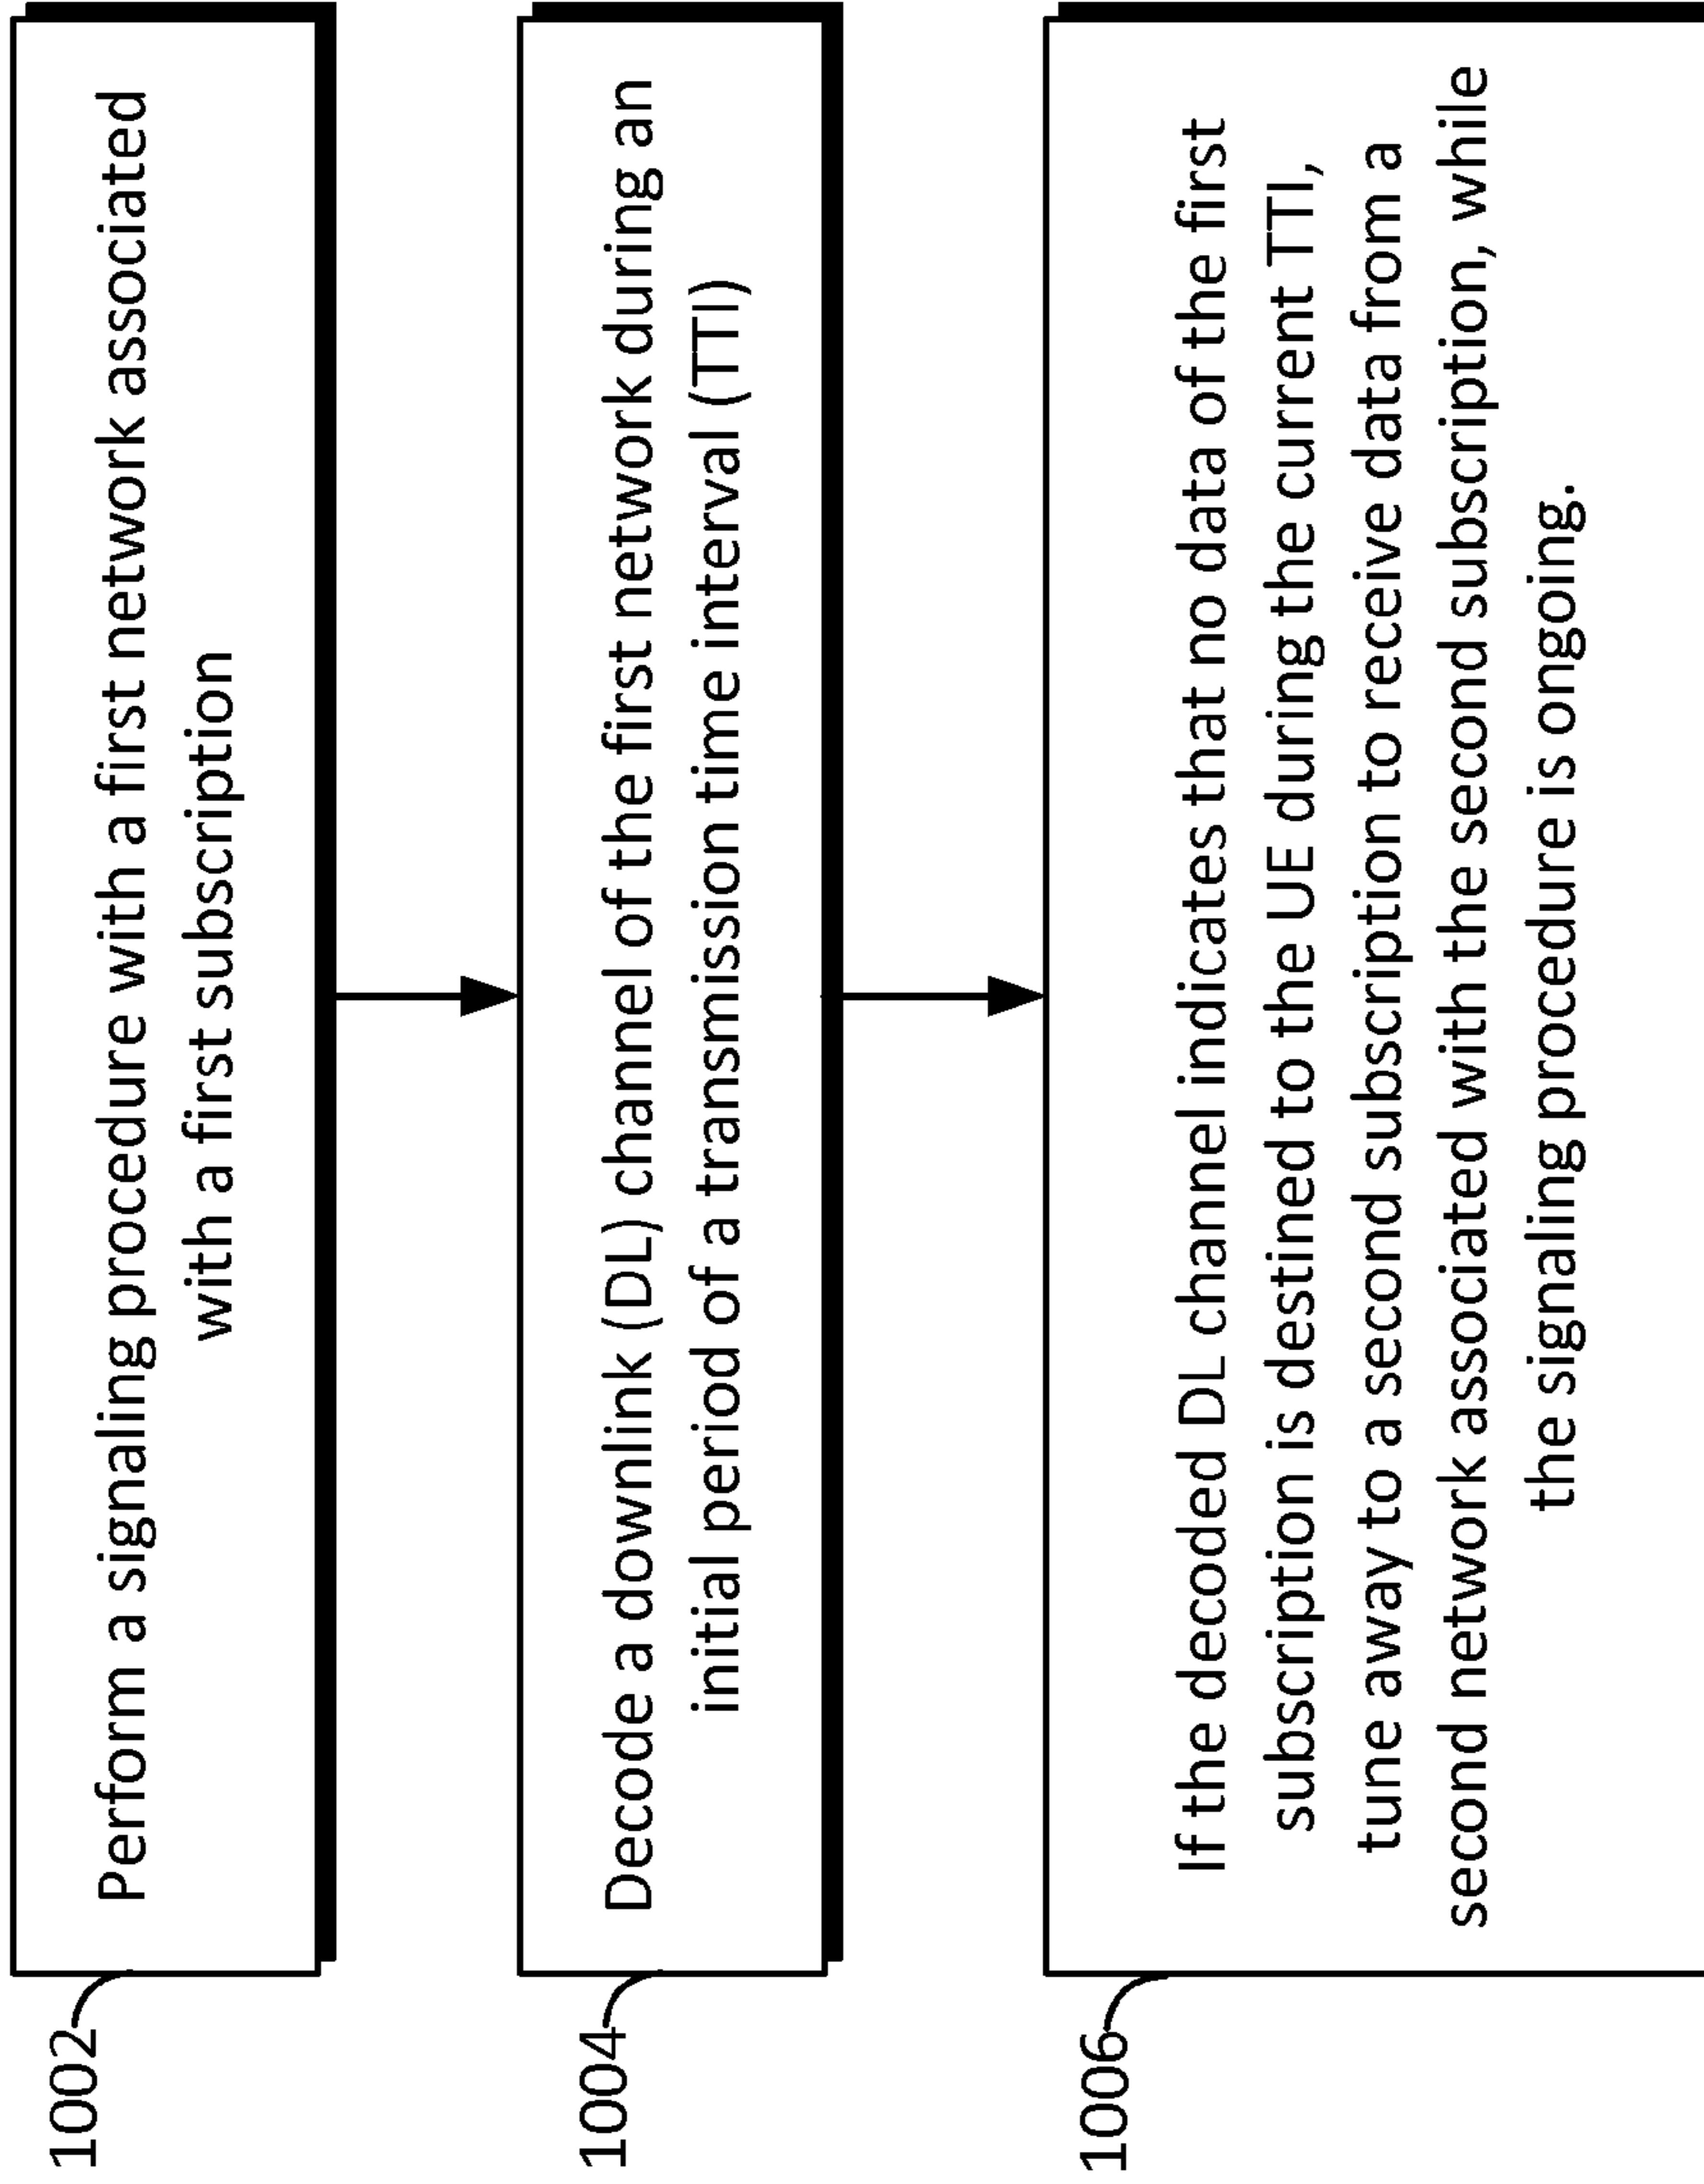 1002
Perform a signaling procedure with a first network associated
with a first subscription
1004
Decode a downlink (DL) channel of the first network during an
initial period of a transmission time interval (TTI)
1006
If the decoded DL channel indicates that no data of the first
subscription is destined to the UE during the current TTI,
tune away to a second subscription to receive data from a
second network associated with the second subscription, while
the signaling procedure is ongoing.